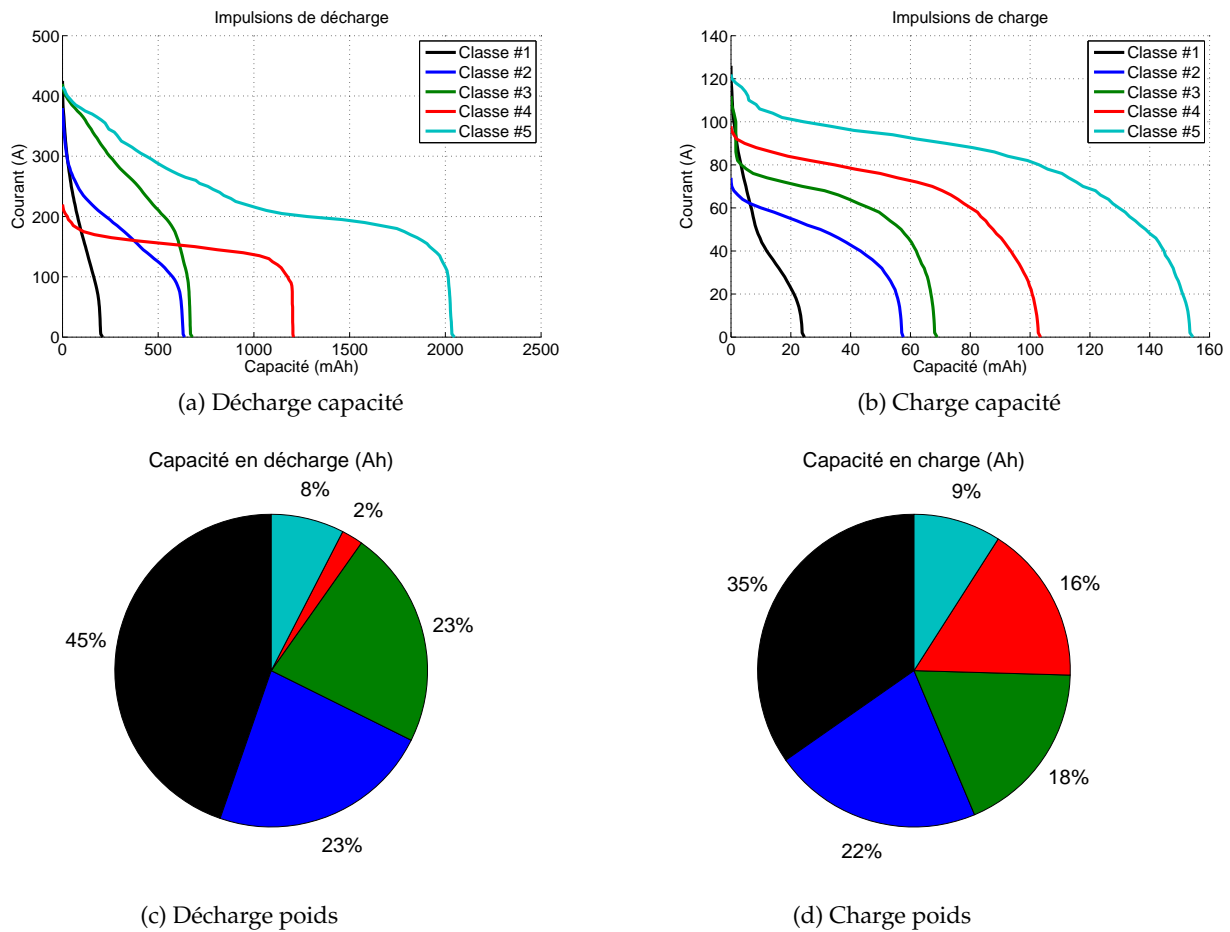 Impulsions de décharge
500
400
300
200
100
0
Courant (A)
Classe #1
Classe #2
Classe #3
Classe #4
Classe #5
0 500 1000 1500 2000 2500
Capacité (mAh)
(a) Décharge capacité
Impulsions de charge
140
120
100
80
60
40
20
0
Courant (A)
Classe #1
Classe #2
Classe #3
Classe #4
Classe #5
0 20 40 60 80 100 120 140 160
Capacité (mAh)
(b) Charge capacité
Capacité en décharge (Ah)
8%
2%
23%
45%
23%
(c) Décharge poids
Capacité en charge (Ah)
9%
16%
35%
18%
22%
(d) Charge poids